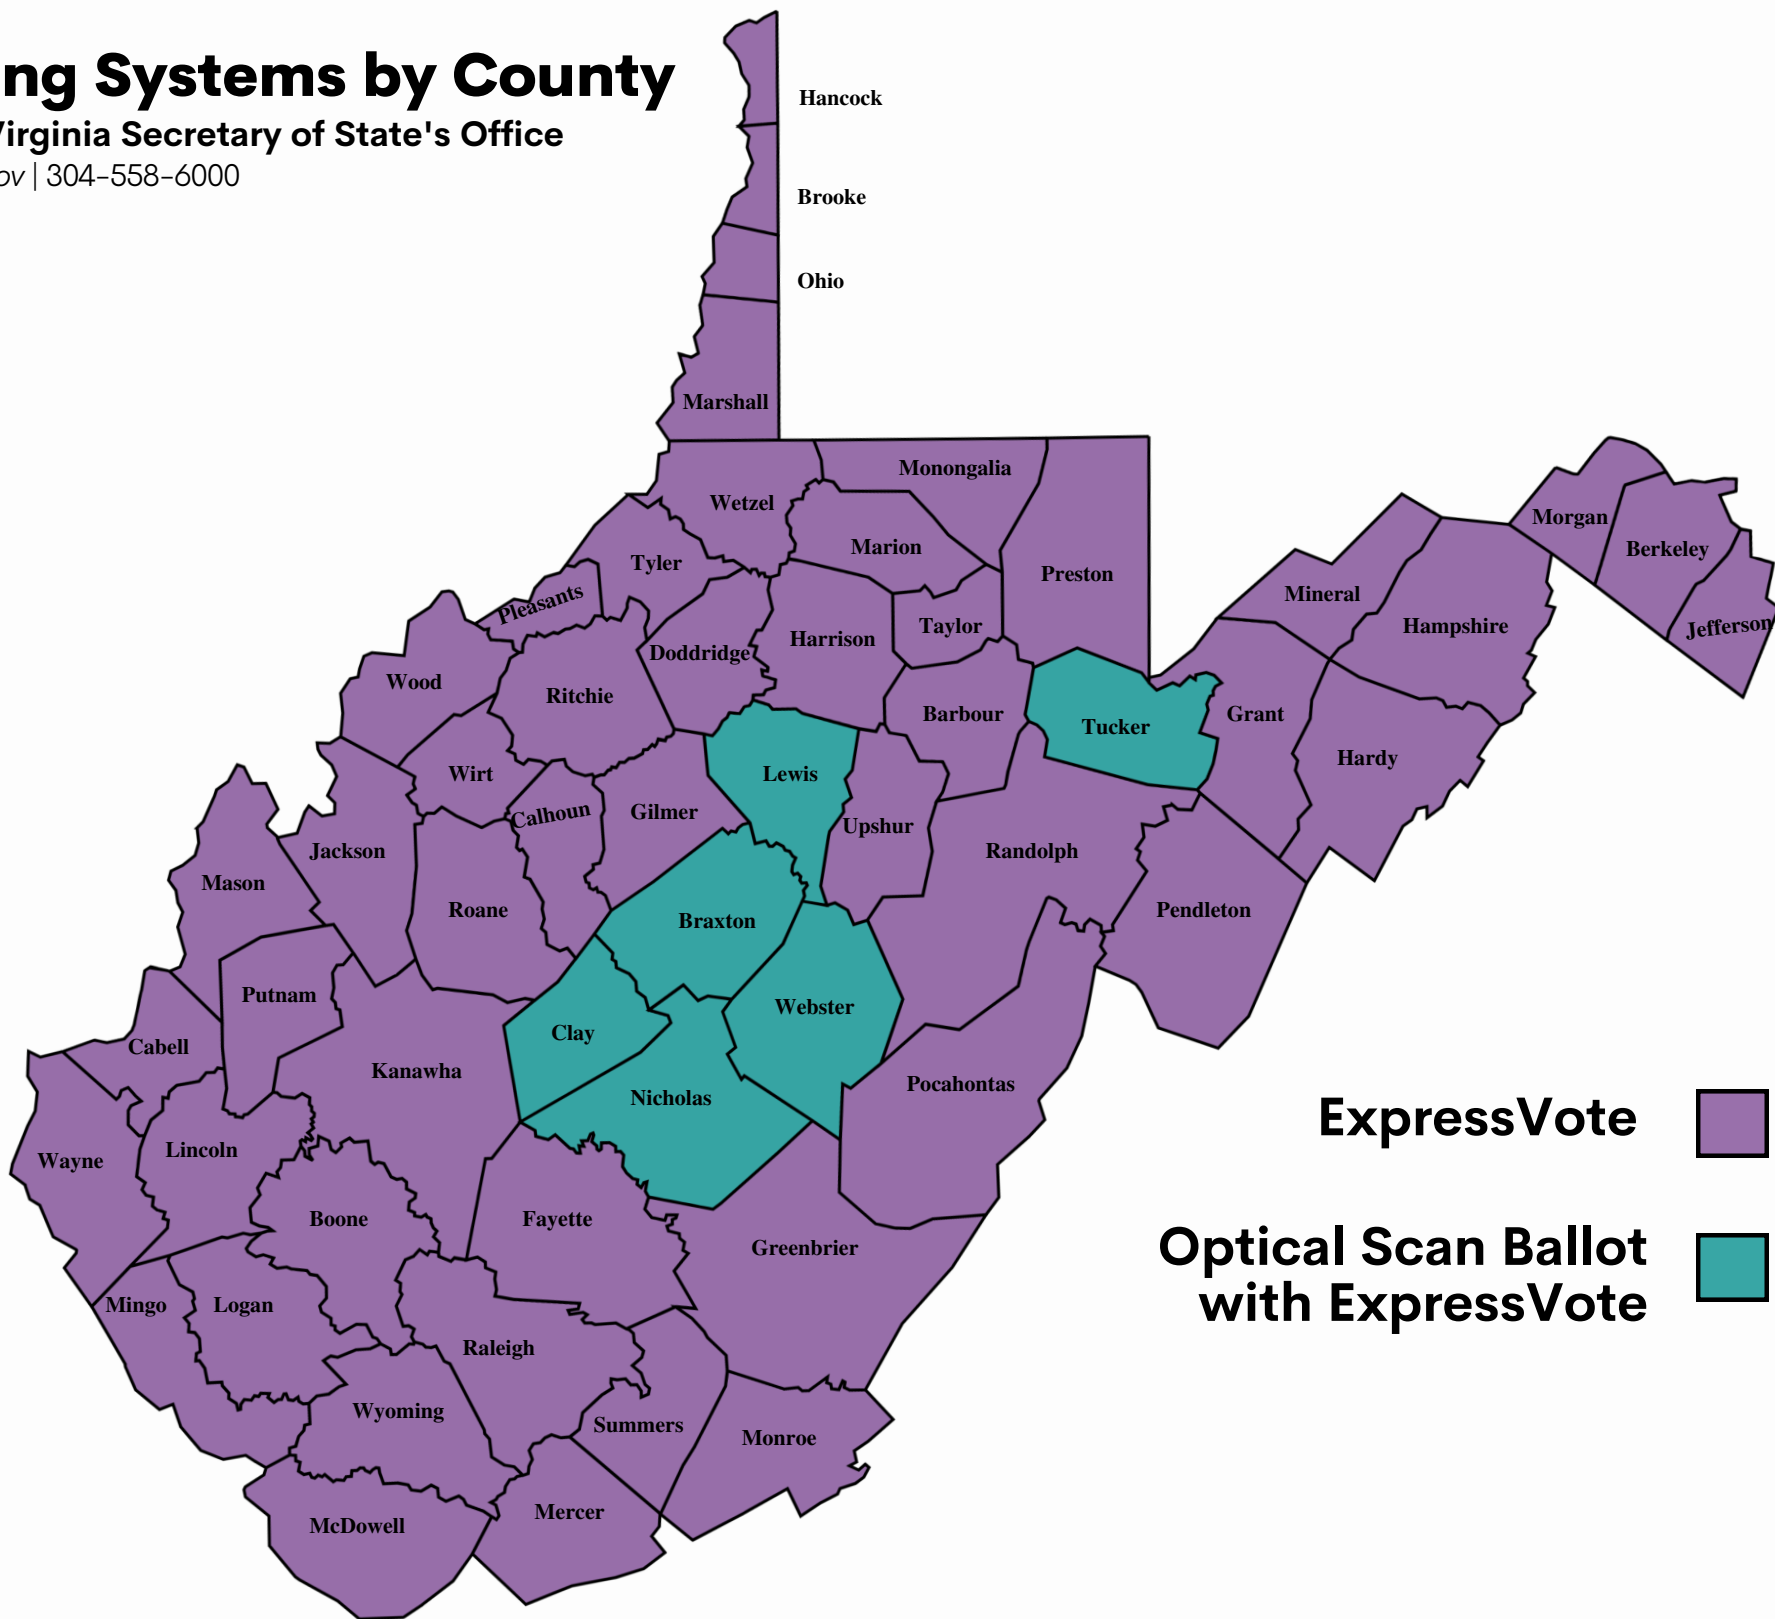 ng Systems by County
Virginia Secretary of State's Office
ov | 304-558-6000
Hancock
Brooke
Ohio
Marshall
Monongalia
Wetzel
Marion
Tyler
Preston
Pleasants
Taylor
Harrison
Doddridge
Morgan
Berkeley
Mineral
Hampshire
Jefferson
Wood
Ritchie
Barbour
Tucker
Grant
Hardy
Wirt
Lewis
Calhoun
Gilmer
Upshur
Jackson
Randolph
Mason
Roane
Braxton
Pendleton
Putnam
Webster
Clay
Cabell
Kanawha
Nicholas
Pocahontas
Lincoln
Wayne
Boone
Fayette
Greenbrier
Mingo
Logan
Raleigh
Wyoming
Summers
Monroe
Mercer
McDowell
ExpressVote
Optical Scan Ballot
with ExpressVote